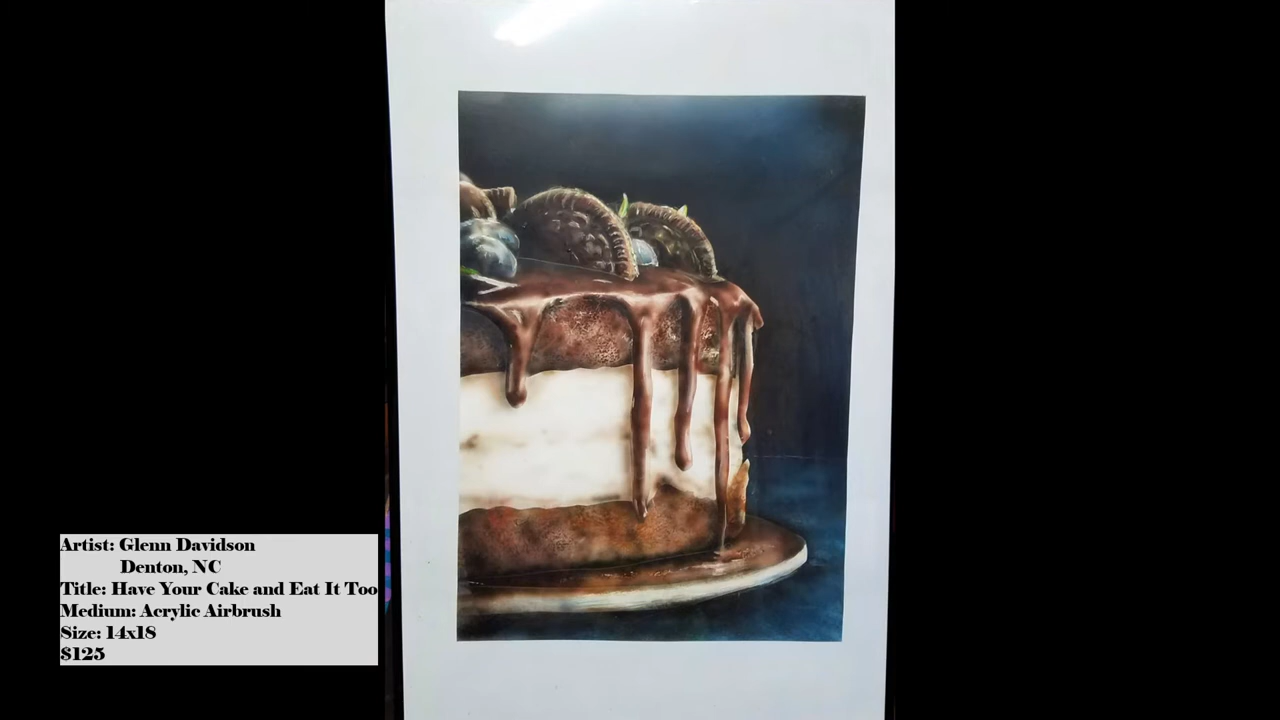 Artist: Glenn Davidson
Denton, NC
Title: Have Your Cake and Eat It Too
Medium: Acrylic Airbrush
Size: 14x18
$125